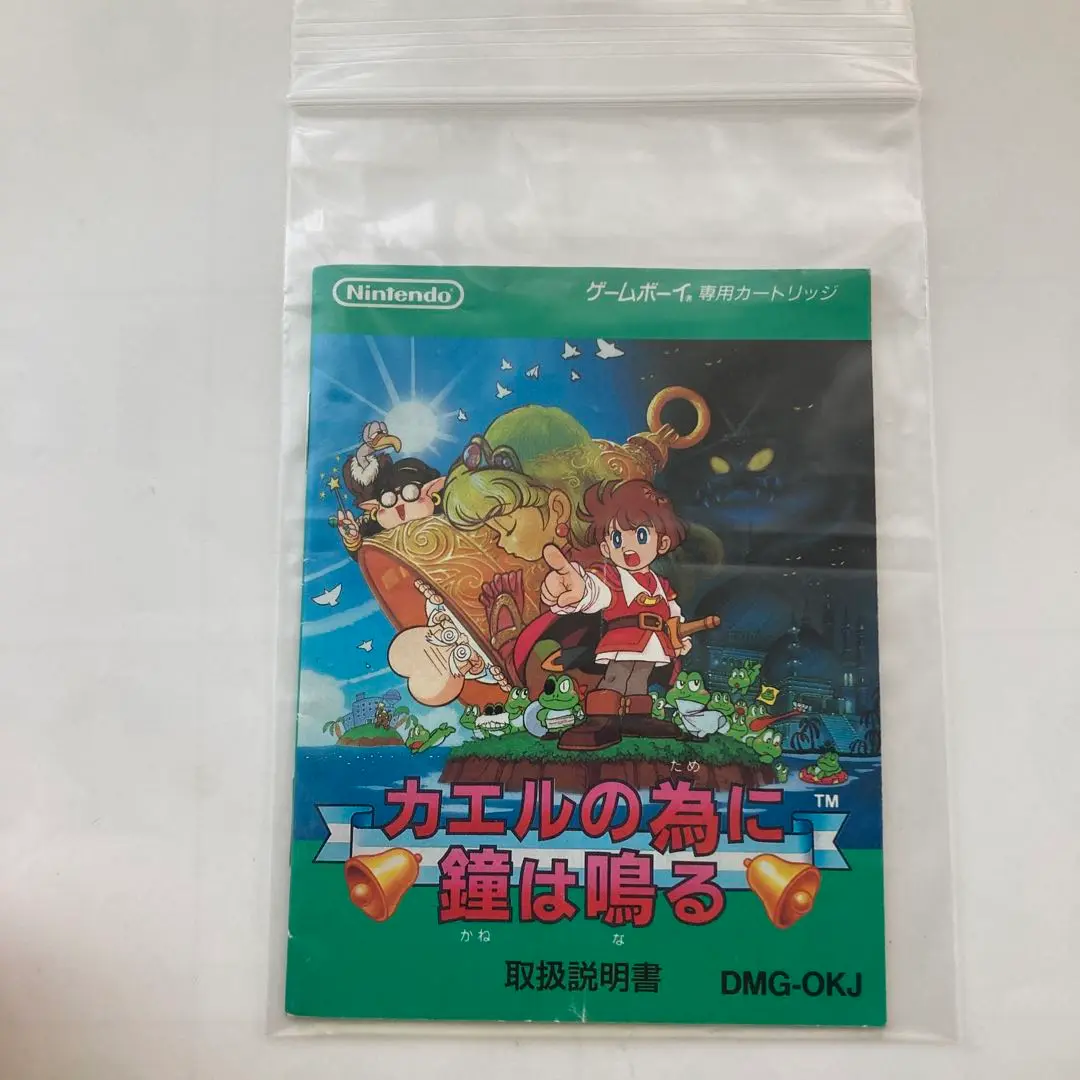 Nintendo
ゲームボーイ® 専用カートリッジ
ため
カエルの為に
TM
鐘は鳴る
かね な
取扱説明書
DMG-OKJ